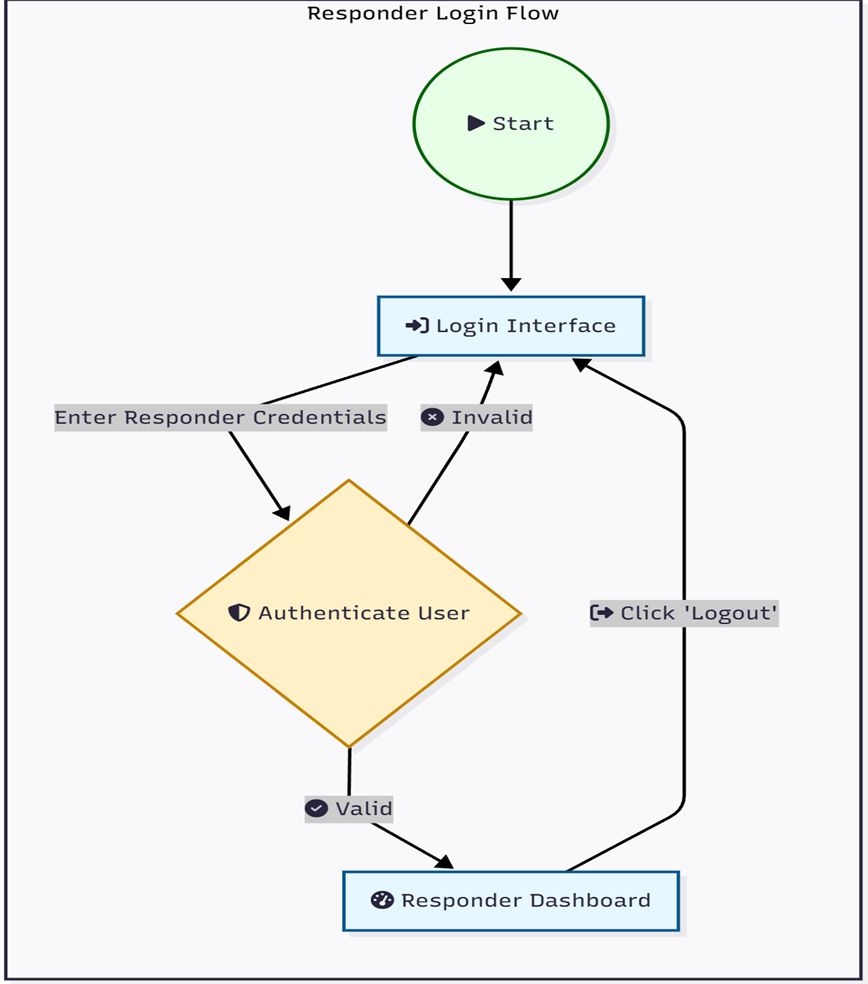 Responder Login Flow
Start
Login Interface
Enter Responder Credentials
Invalid
Authenticate User
Click 'Logout'
Valid
Responder Dashboard